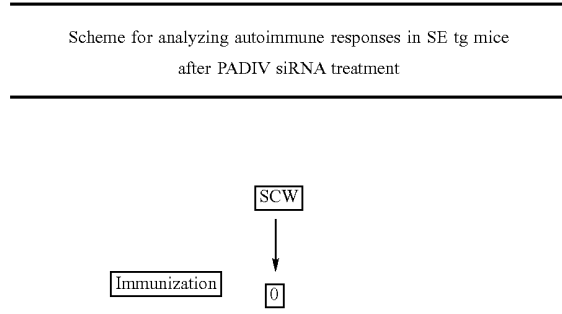 Scheme for analyzing autoimmune responses in SE tg mice
after PADIV siRNA treatment
SCW
Immunization
0